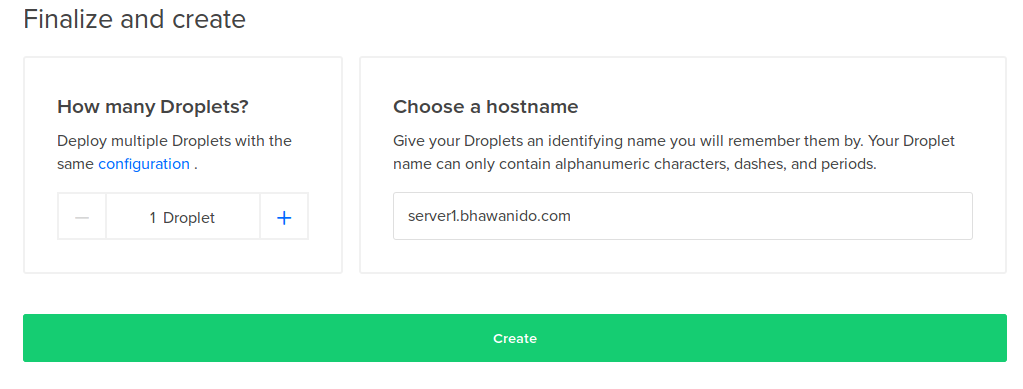 Finalize and create
How many Droplets?
Deploy multiple Droplets with the
same configuration .
1 Droplet
Choose a hostname
Give your Droplets an identifying name you will remember them by. Your Droplet
name can only contain alphanumeric characters, dashes, and periods.
server1.bhawanido.com
Create